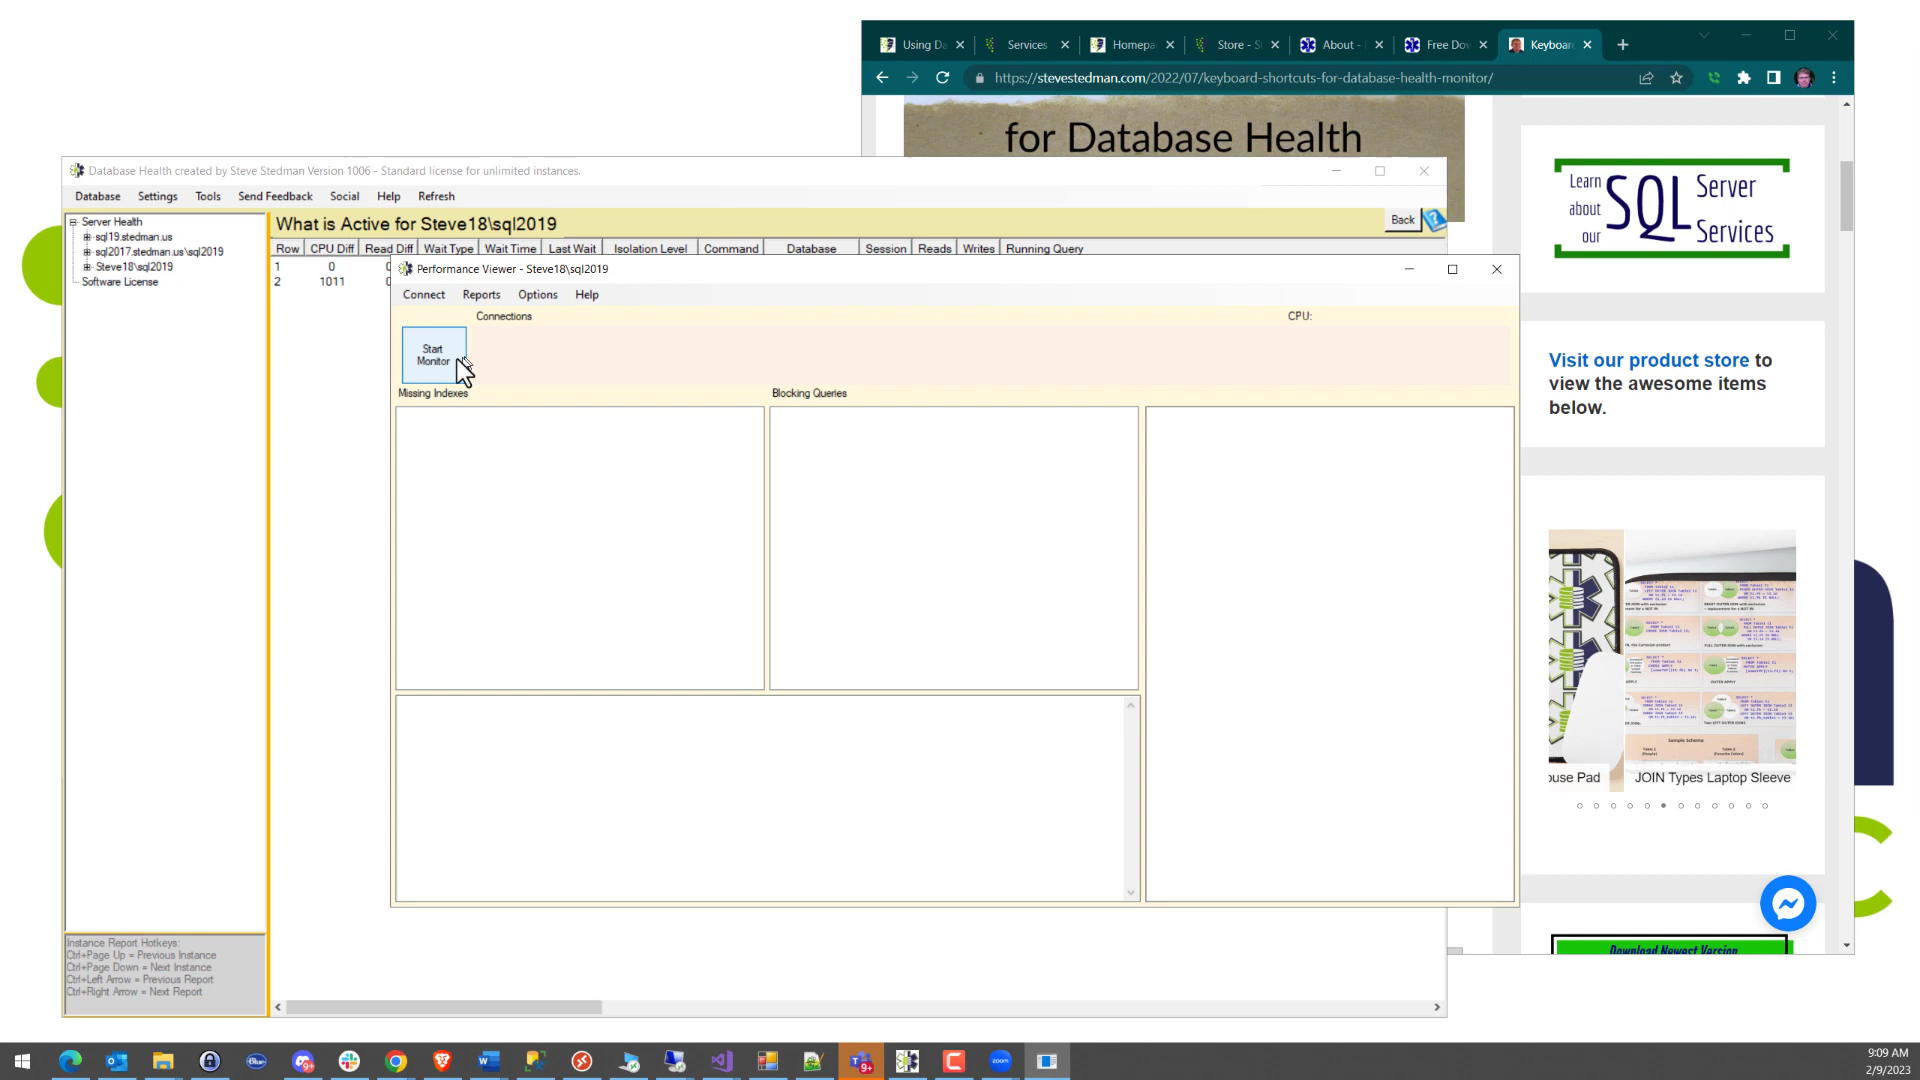 Using Da
Services
Homepa
Store - S
About -
Free Dow
Keyboar
https://stevestedman.com/2022/07/keyboard-shortcuts-for-database-health-monitor/
for Database Health
Learn about our SQL Server Services
Visit our product store to
view the awesome items
below.
ouse Pad
JOIN Types Laptop Sleeve
Download Newest Version
Database Health created by Steve Stedman Version 1006 - Standard license for unlimited instances.
Database Settings Tools Send Feedback Social Help Refresh
Server Health
sql19.stedman.us
sql2017.stedman.us\sql2019
Steve18\sql2019
Software License
What is Active for Steve18\sql2019
Back
Row CPU Diff Read Diff Wait Type Wait Time Last Wait Isolation Level Command Database Session Reads Writes Running Query
1 0
2 1011
Performance Viewer - Steve18\sql2019
Connect Reports Options Help
Connections
CPU:
Start
Monitor
Missing Indexes
Blocking Queries
Instance Report Hotkeys:
Ctrl+Page Up = Previous Instance
Ctrl+Page Down = Next Instance
Ctrl+Left Arrow = Previous Report
Ctrl+Right Arrow = Next Report
9:09 AM
2/9/2023